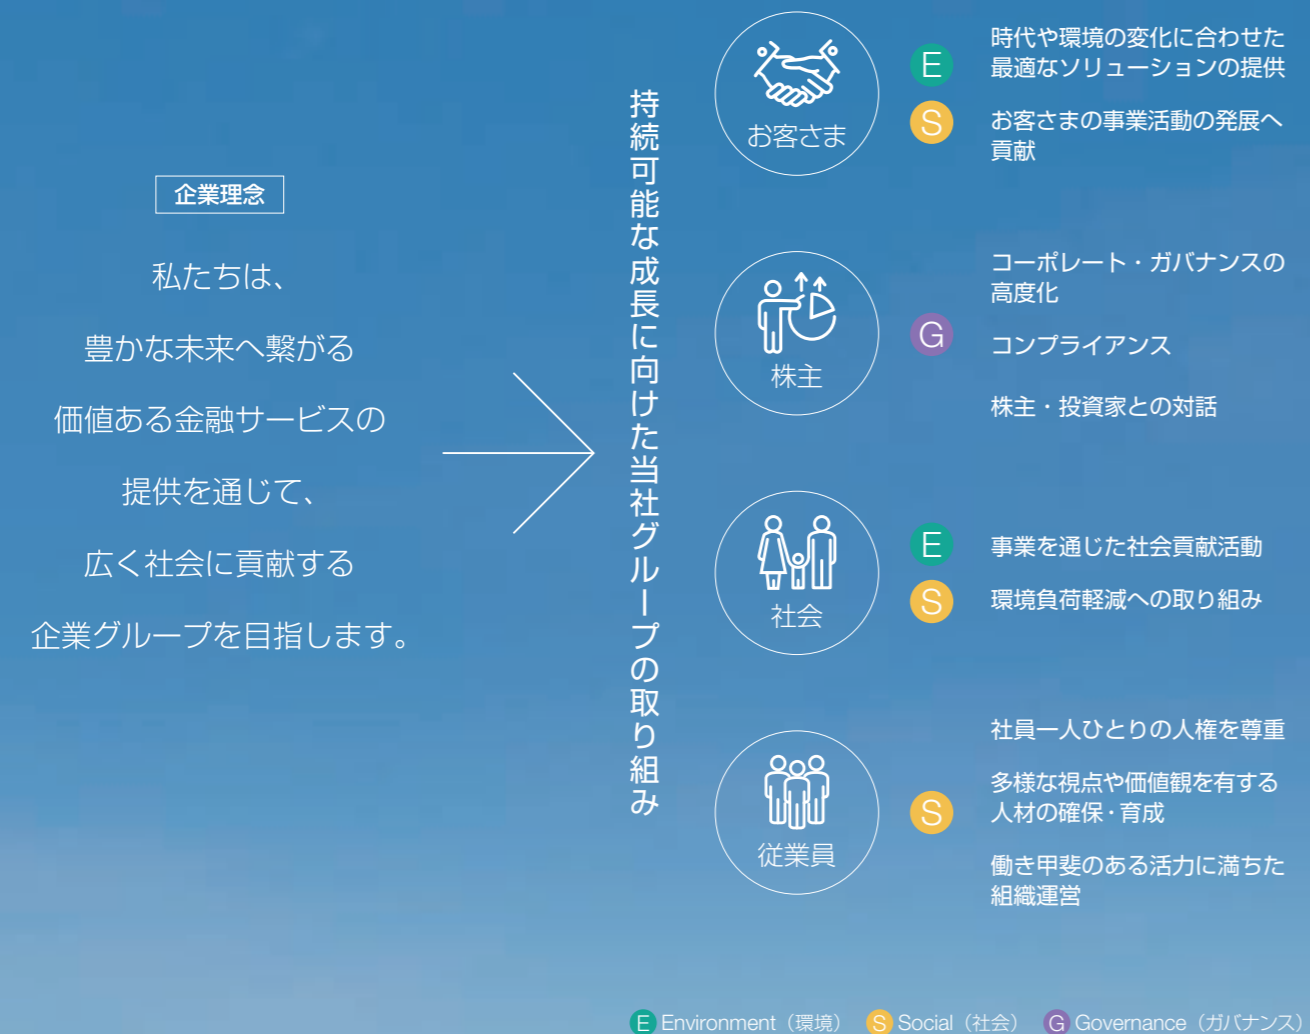 企業理念
私たちは、
豊かな未来へ繋がる
価値ある金融サービスの
提供を通じて、
広く社会に貢献する
企業グループを目指します。
持続可能な成長に向けた当社グループの取り組み
お客さま
E
S
時代や環境の変化に合わせた
最適なソリューションの提供
お客さまの事業活動の発展へ
貢献
株主
G
コーポレート・ガバナンスの
高度化
コンプライアンス
株主・投資家との対話
社会
E
S
事業を通じた社会貢献活動
環境負荷軽減への取り組み
従業員
S
社員一人ひとりの人権を尊重
多様な視点や価値観を有する
人材の確保・育成
働き甲斐のある活力に満ちた
組織運営
E Environment（環境） S Social（社会） G Governance（ガバナンス）